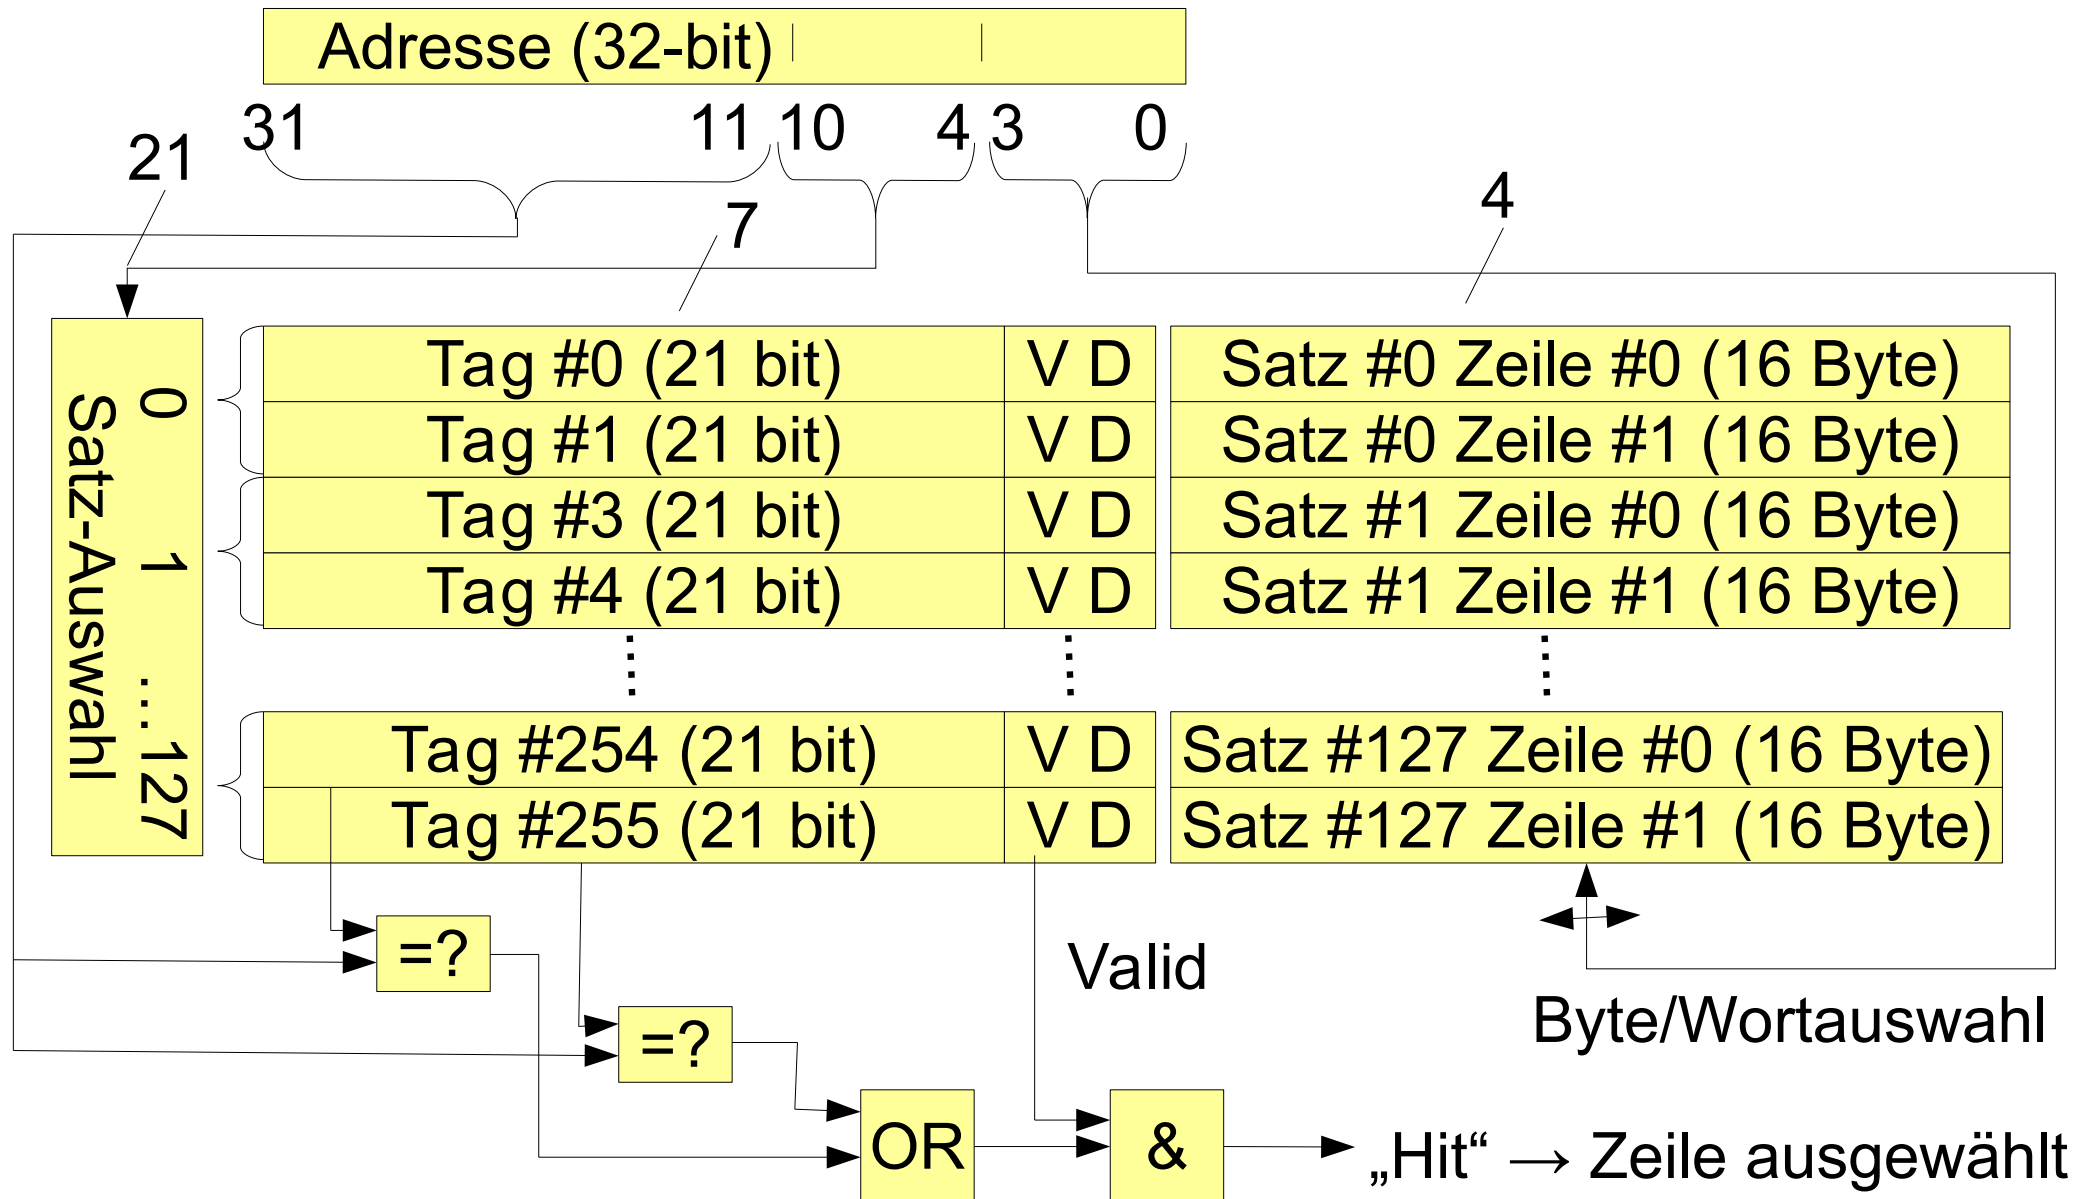 Adresse (32-bit)
31 11 10 4 3 0
21
7
4
Satz-Auswahl
0 1 ...127
Tag #0 (21 bit) V D Satz #0 Zeile #0 (16 Byte)
Tag #1 (21 bit) V D Satz #0 Zeile #1 (16 Byte)
Tag #3 (21 bit) V D Satz #1 Zeile #0 (16 Byte)
Tag #4 (21 bit) V D Satz #1 Zeile #1 (16 Byte)
Tag #254 (21 bit) V D Satz #127 Zeile #0 (16 Byte)
Tag #255 (21 bit) V D Satz #127 Zeile #1 (16 Byte)
=?
Valid
=?
Byte/Wortauswahl
OR
&
„Hit“ → Zeile ausgewählt